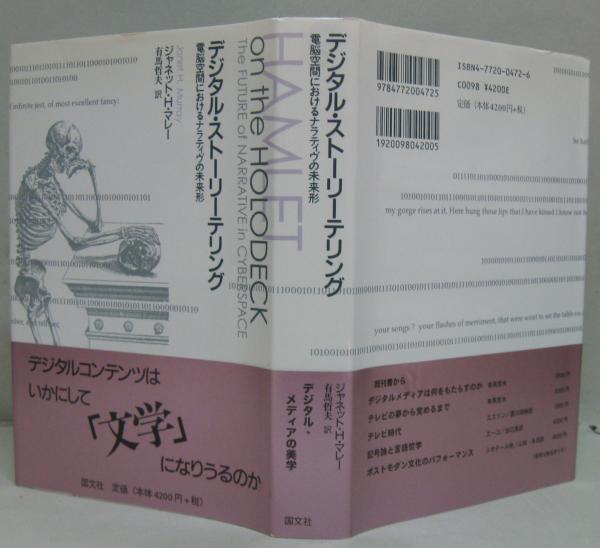 デジタル・ストーリーテリング
電脳空間におけるナラティヴの未来形
HAMLET
on the HOLODECK
The FUTURE of NARRATIVE in CYBERSPACE
Janet H. Murray
ジャネット・H・マレー
有馬哲夫 訳
f infinite jest, of most excellent fancy:
デジタルコンテンツは
いかにして
「文学」
になりうるのか
国文社 定価(本体4200円+税)
デジタル・ストーリーテリング
電脳空間におけるナラティヴの未来形
ジャネット・H・マレー
有馬哲夫 訳
デジタル・
メディアの美学
国文社
ISBN4-7720-0472-6
C0098 ¥4200E
定価(本体4200円+税)
9784772004725
1920098042005
my gorge rises at it. Here hung those lips that I have kissed I know not
your songs ? your flashes of merriment, that were wont to set the table
既刊書から
デジタルメディアは何をもたらすのか
テレビの夢から覚めるまで
テレビ時代
記号論と言語哲学
ポストモダン文化のパフォーマンス